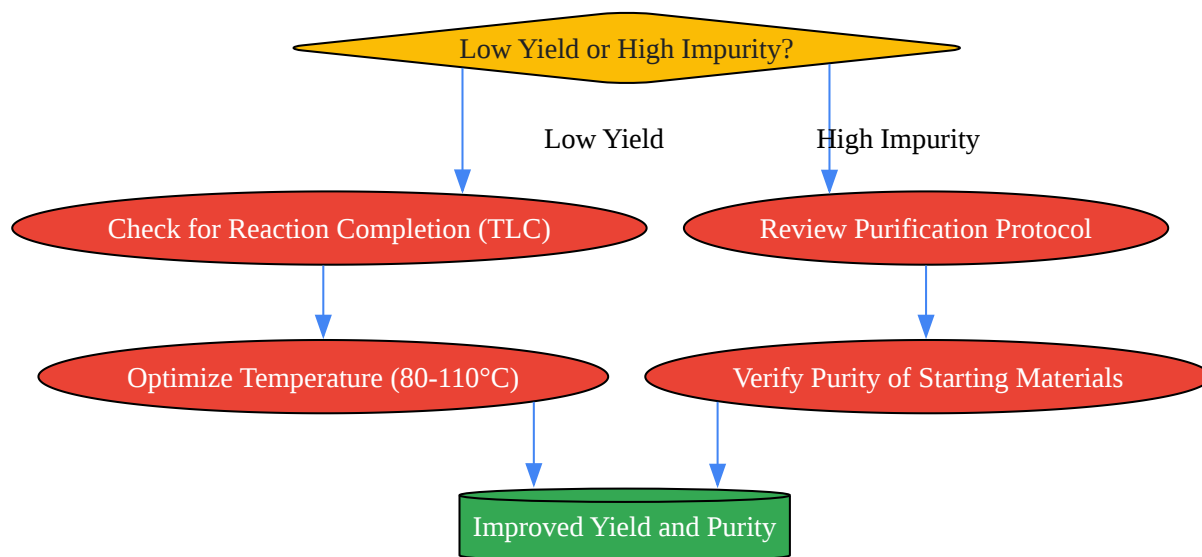 Low Yield or High Impurity?
Low Yield
High Impurity
Check for Reaction Completion (TLC)
Review Purification Protocol
Optimize Temperature (80-110°C)
Verify Purity of Starting Materials
Improved Yield and Purity